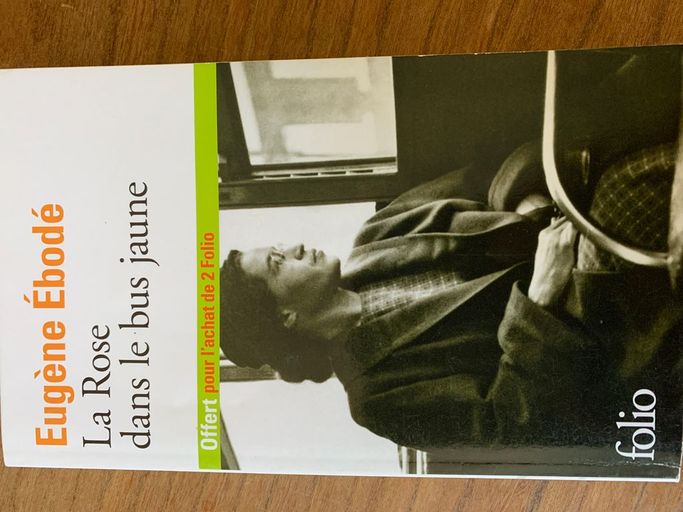 Eugène Ébodé
La Rose
dans le bus jaune
Offert pour l'achat de 2 Folio
folio